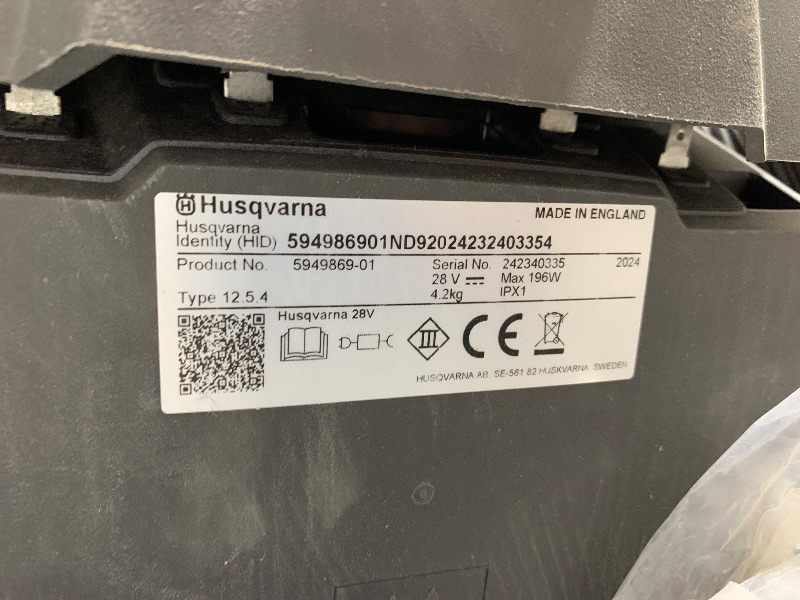 Husqvarna
MADE IN ENGLAND
Husqvarna
Identity (HID) 594986901ND92024232403354
Product No. 5949869-01 Serial No. 242340335 2024
28 V Max 196W
Type 12.5.4 4.2kg IPX1
Husqvarna 28V
III
CE
HUSQVARNA AB. SE-561 82 HUSKVARNA SWEDEN